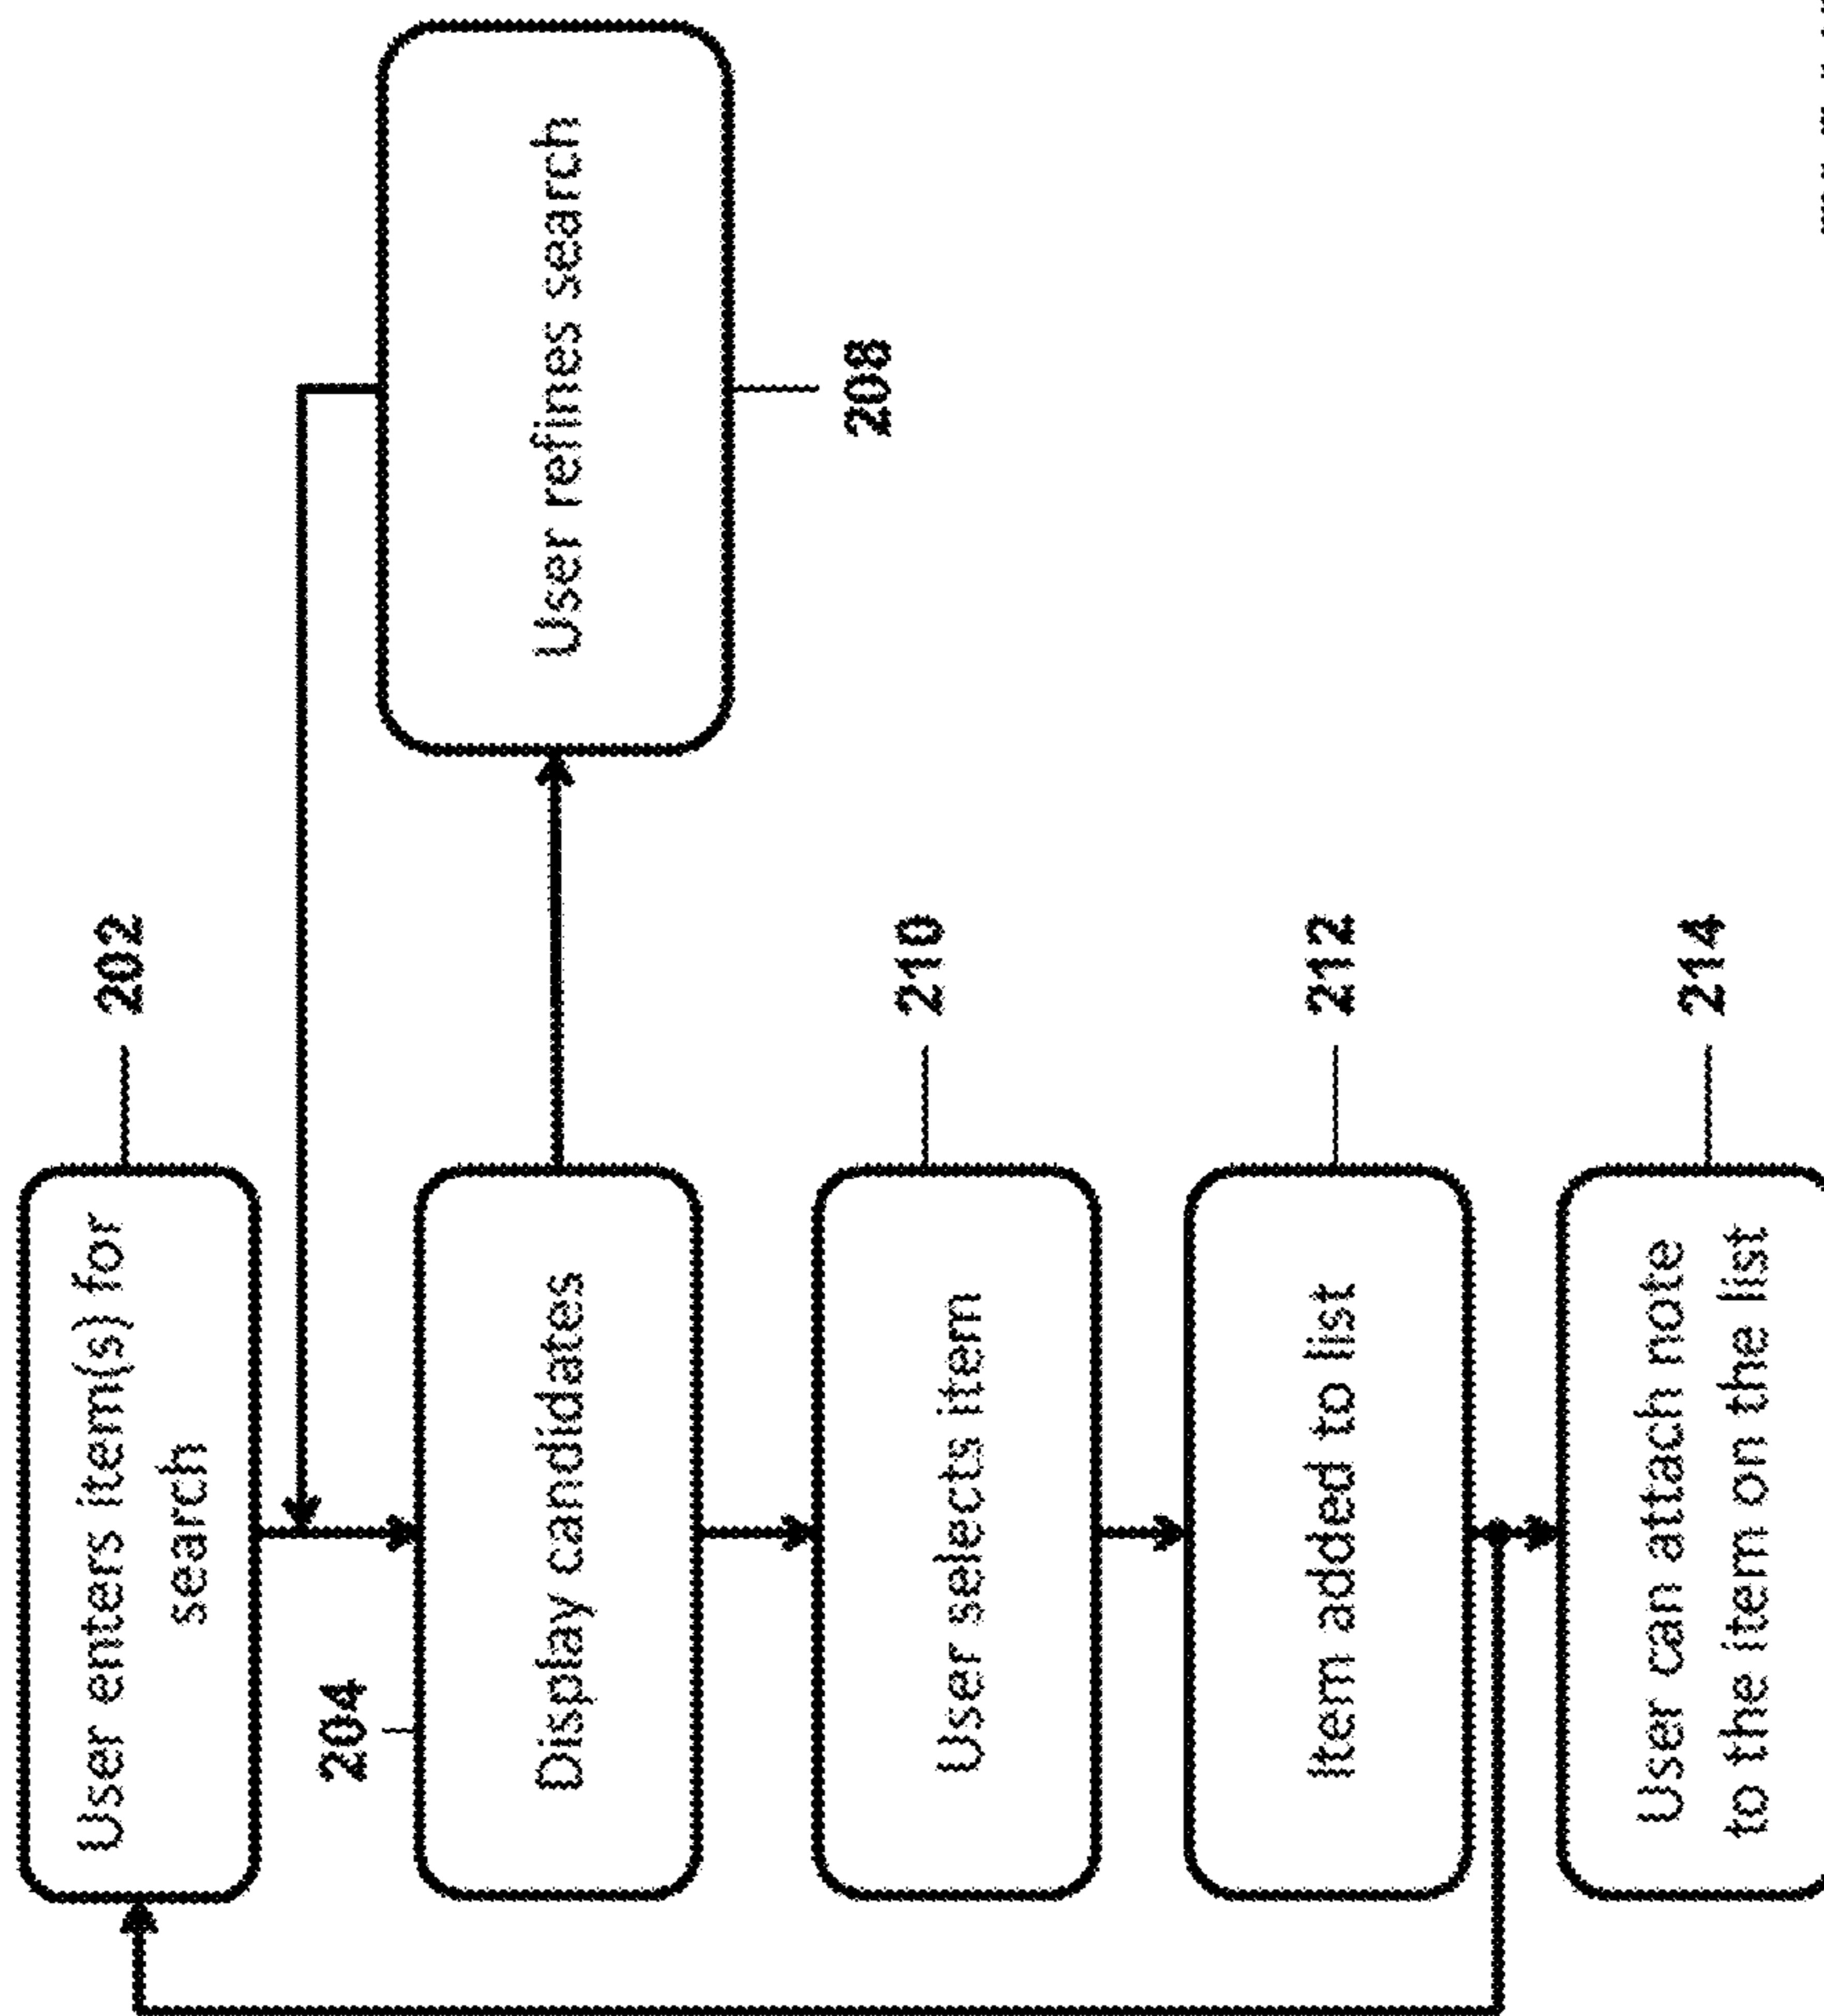 User enters item(s) for
search
202
204
Display candidates
User refines search
208
User selects item
210
Item added to list
212
User can attach note
to the item on the list
214